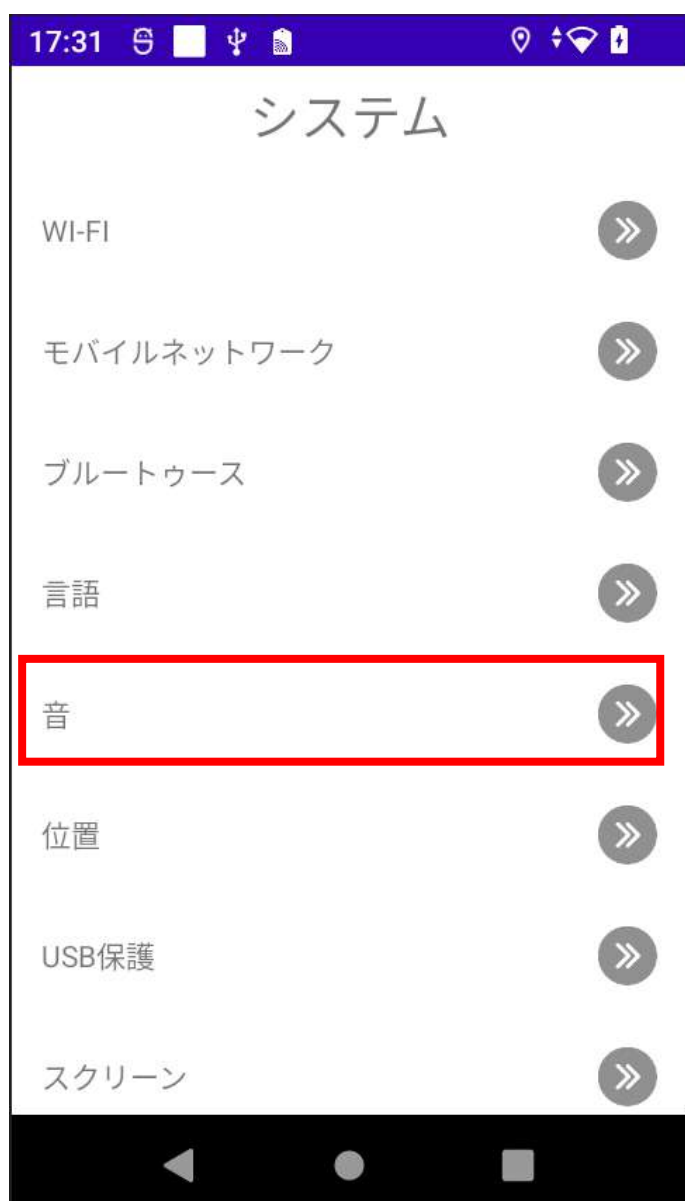 17:31
システム
WI-FI
モバイルネットワーク
ブルートゥース
言語
音
位置
USB保護
スクリーン